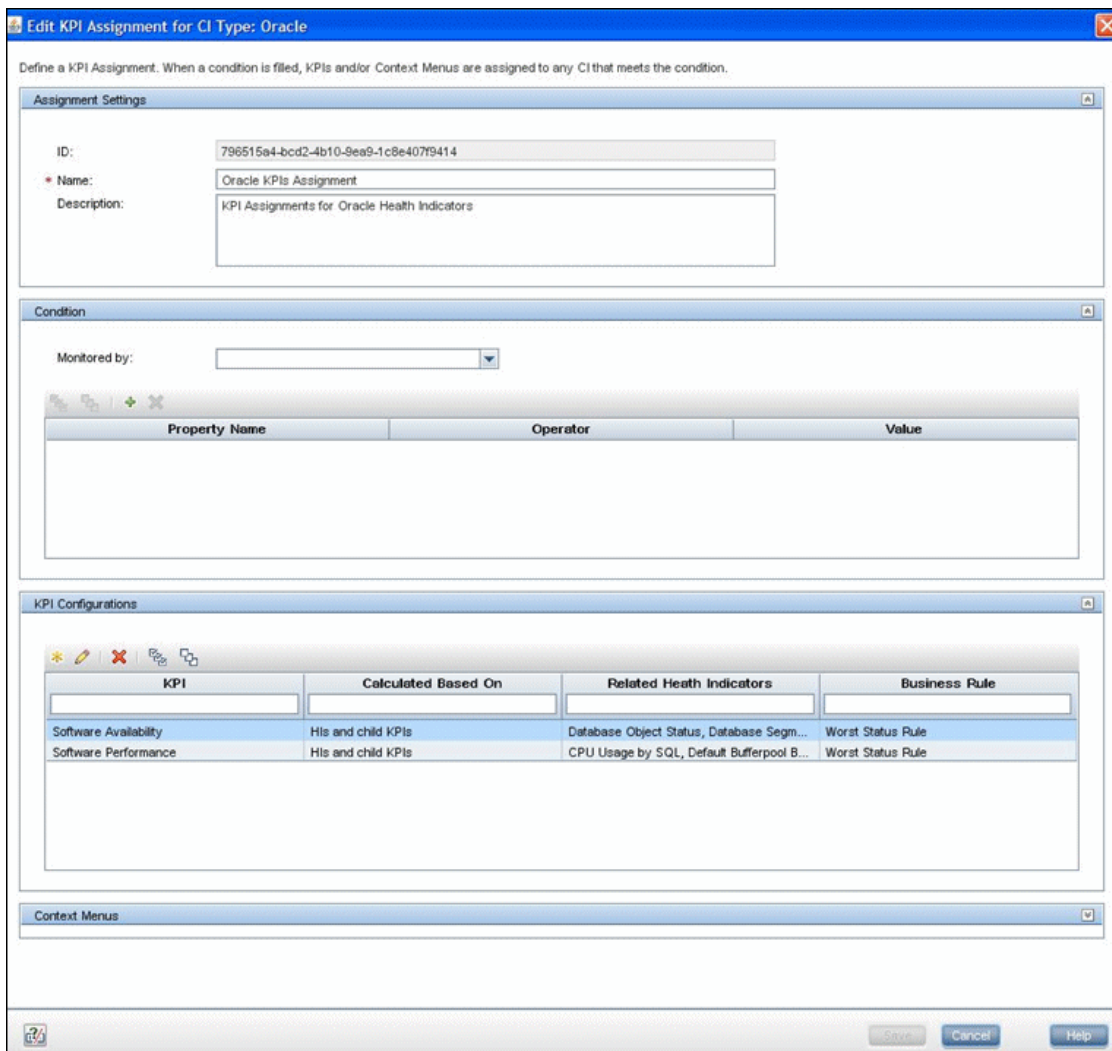 Edit KPI Assignment for CI Type: Oracle
Define a KPI Assignment. When a condition is filled, KPIs and/or Context Menus are assigned to any CI that meets the condition.
Assignment Settings
ID: 796515a4-bcd2-4b10-9ea9-1c8e407f9414
* Name: Oracle KPIs Assignment
Description: KPI Assignments for Oracle Health Indicators
Condition
Monitored by:
Property Name Operator Value
KPI Configurations
KPI Calculated Based On Related Heath Indicators Business Rule
Software Availability HIs and child KPIs Database Object Status, Database Segm... Worst Status Rule
Software Performance HIs and child KPIs CPU Usage by SQL, Default Bufferpool B... Worst Status Rule
Context Menus
Save Cancel Help